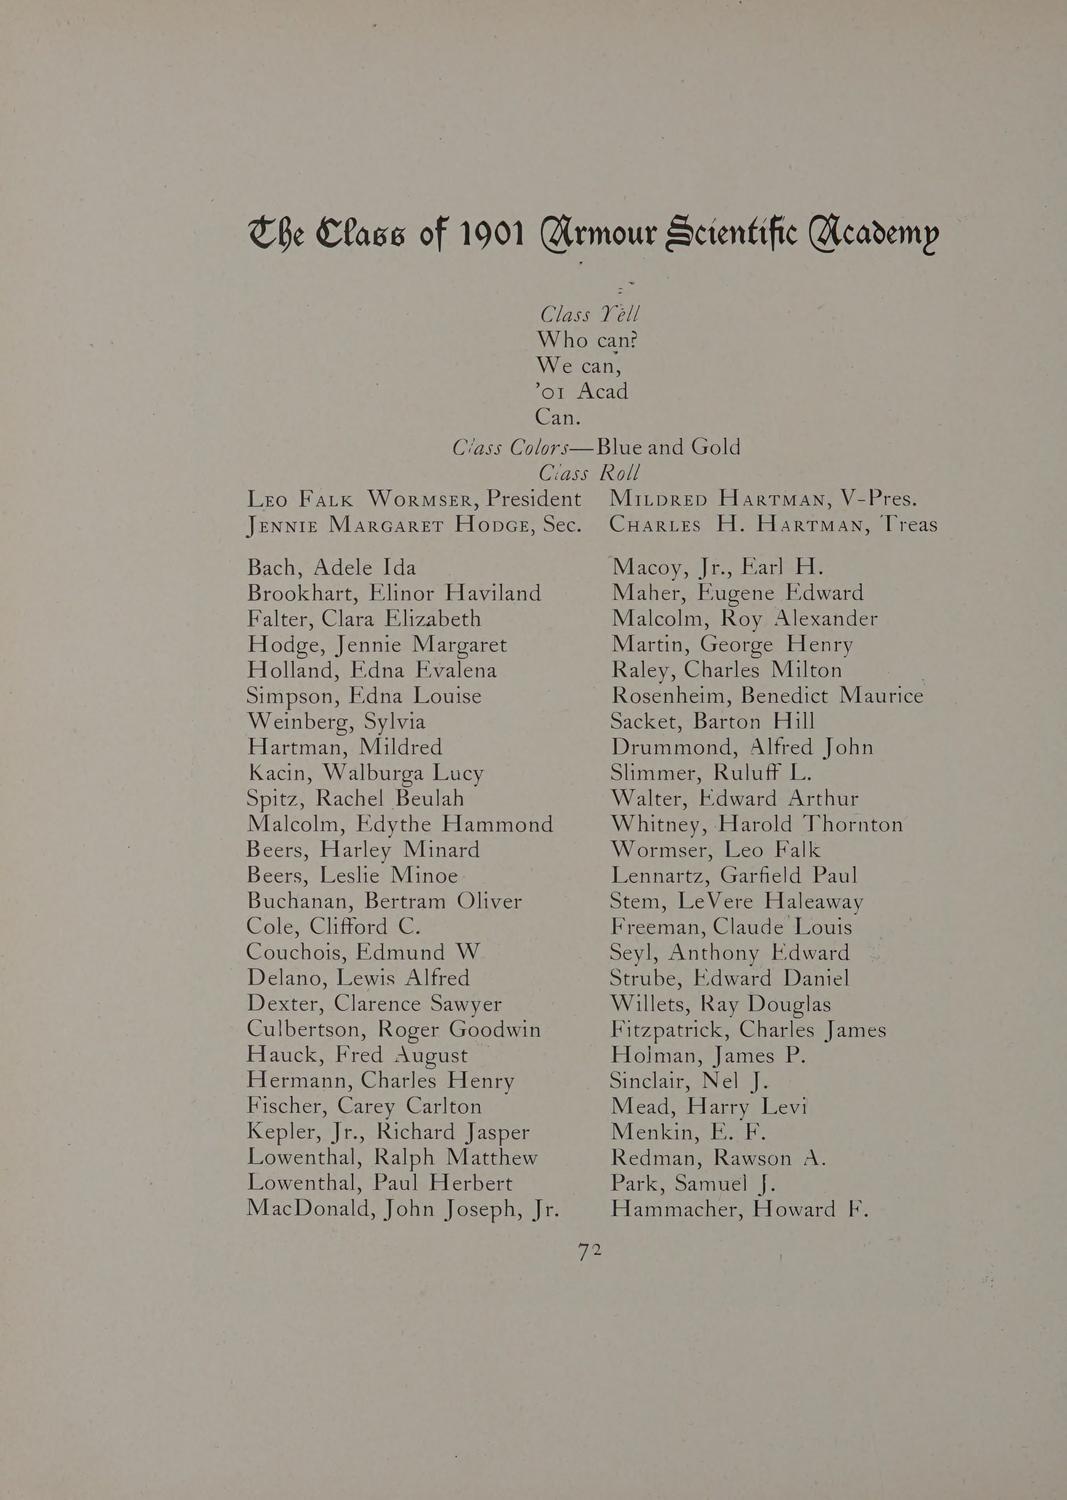 The Class of 1901 Armour Scientific Academy
Class Yell
Who can?
We can,
'01 Acad
Can.
Class Colors—Blue and Gold
Class Roll
Leo Falk Wormser, President
Mildred Hartman, V-Pres.
Jennie Margaret Hodge, Sec.
Charles H. Hartman, Treas
Bach, Adele Ida
Brookhart, Elinor Haviland
Falter, Clara Elizabeth
Hodge, Jennie Margaret
Holland, Edna Evalena
Simpson, Edna Louise
Weinberg, Sylvia
Hartman, Mildred
Kacin, Walburga Lucy
Spitz, Rachel Beulah
Malcolm, Edythe Hammond
Beers, Harley Minard
Beers, Leslie Minoe
Buchanan, Bertram Oliver
Cole, Clifford C.
Couchois, Edmund W.
Delano, Lewis Alfred
Dexter, Clarence Sawyer
Culbertson, Roger Goodwin
Hauck, Fred August
Hermann, Charles Henry
Fischer, Carey Carlton
Kepler, Jr., Richard Jasper
Lowenthal, Ralph Matthew
Lowenthal, Paul Herbert
MacDonald, John Joseph, Jr.
Macoy, Jr., Earl H.
Maher, Eugene Edward
Malcolm, Roy Alexander
Martin, George Henry
Raley, Charles Milton
Rosenheim, Benedict Maurice
Sacket, Barton Hill
Drummond, Alfred John
Slimmer, Ruluff L.
Walter, Edward Arthur
Whitney, Harold Thornton
Wormser, Leo Falk
Lennartz, Garfield Paul
Stem, LeVere Haleaway
Freeman, Claude Louis
Seyl, Anthony Edward
Strube, Edward Daniel
Willets, Ray Douglas
Fitzpatrick, Charles James
Holman, James P.
Sinclair, Nel J.
Mead, Harry Levi
Menkin, E. F.
Redman, Rawson A.
Park, Samuel J.
Hammacher, Howard F.
72